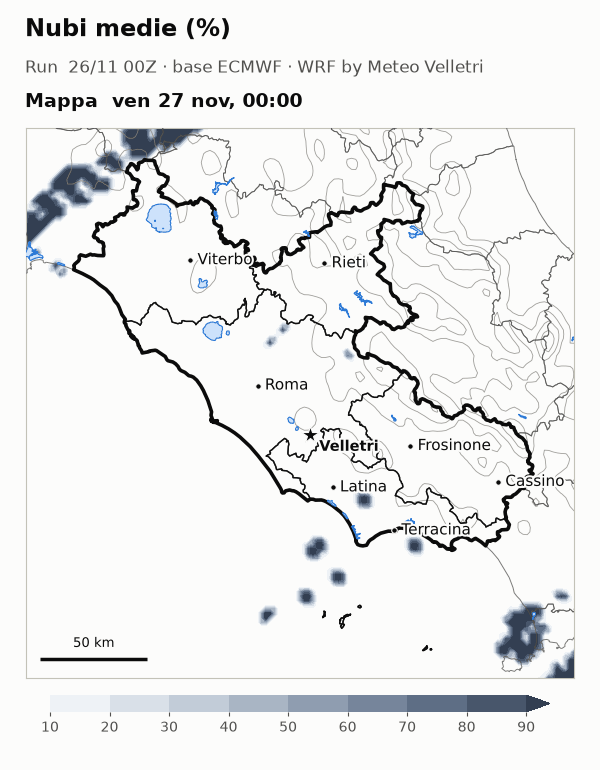 Nubi medie (%)
Run  26/11 00Z · base ECMWF · WRF by Meteo Velletri
Mappa  ven 27 nov, 00:00
Viterbo
Rieti
Roma
Velletri
Frosinone
Latina
Cassino
Terracina
50 km
10 20 30 40 50 60 70 80 90